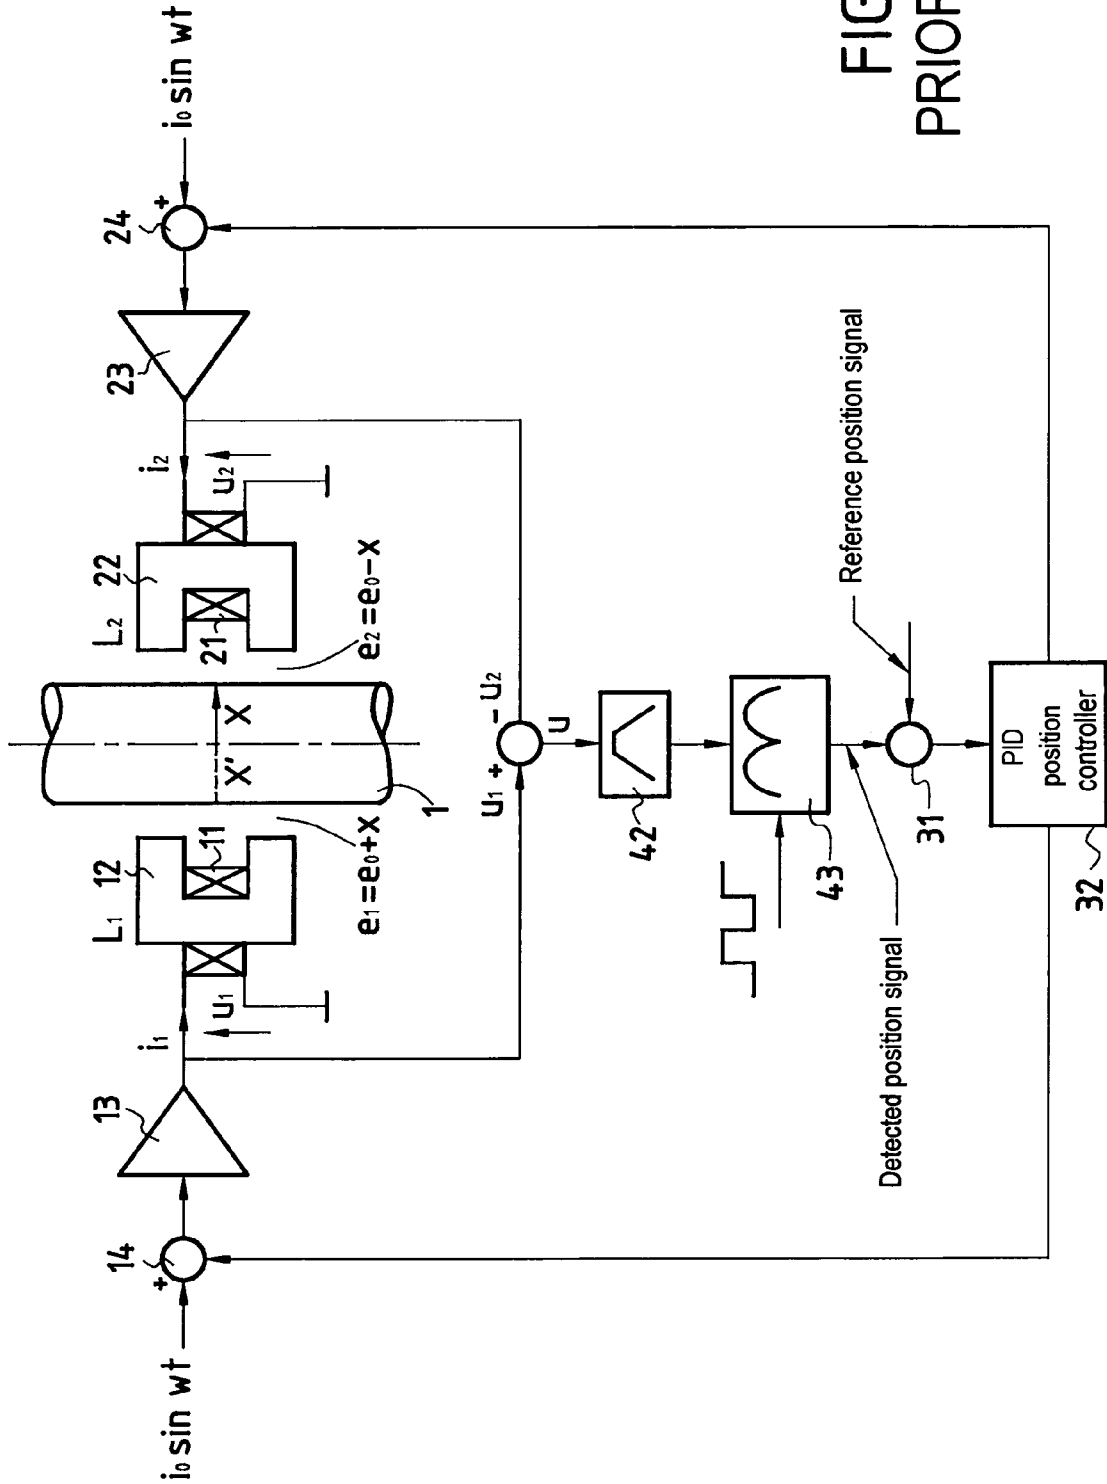 i₀ sin wt
+
14
13
i₁
u₁
L₁
12
11
e₁=e₀+x
X'
X
1
L₂
22
21
e₂=e₀-x
i₂
u₂
23
24
+
i₀ sin wt
u₁ +
- u₂
u
42
43
Detected position signal
Reference position signal
31
PID
position
controller
32
FIG
PRIOR